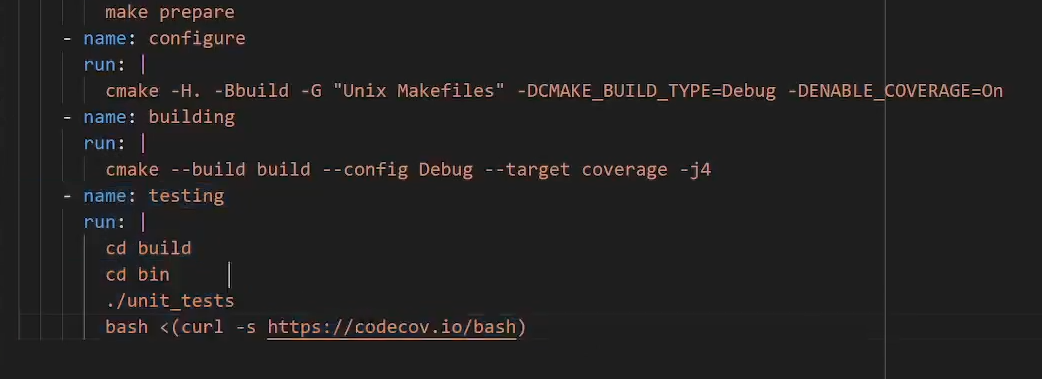 make prepare
- name: configure
run: |
cmake -H. -Bbuild -G "Unix Makefiles" -DCMAKE_BUILD_TYPE=Debug -DENABLE_COVERAGE=On
- name: building
run: |
cmake --build build --config Debug --target coverage -j4
- name: testing
run: |
cd build
cd bin
./unit_tests
bash <(curl -s https://codecov.io/bash)